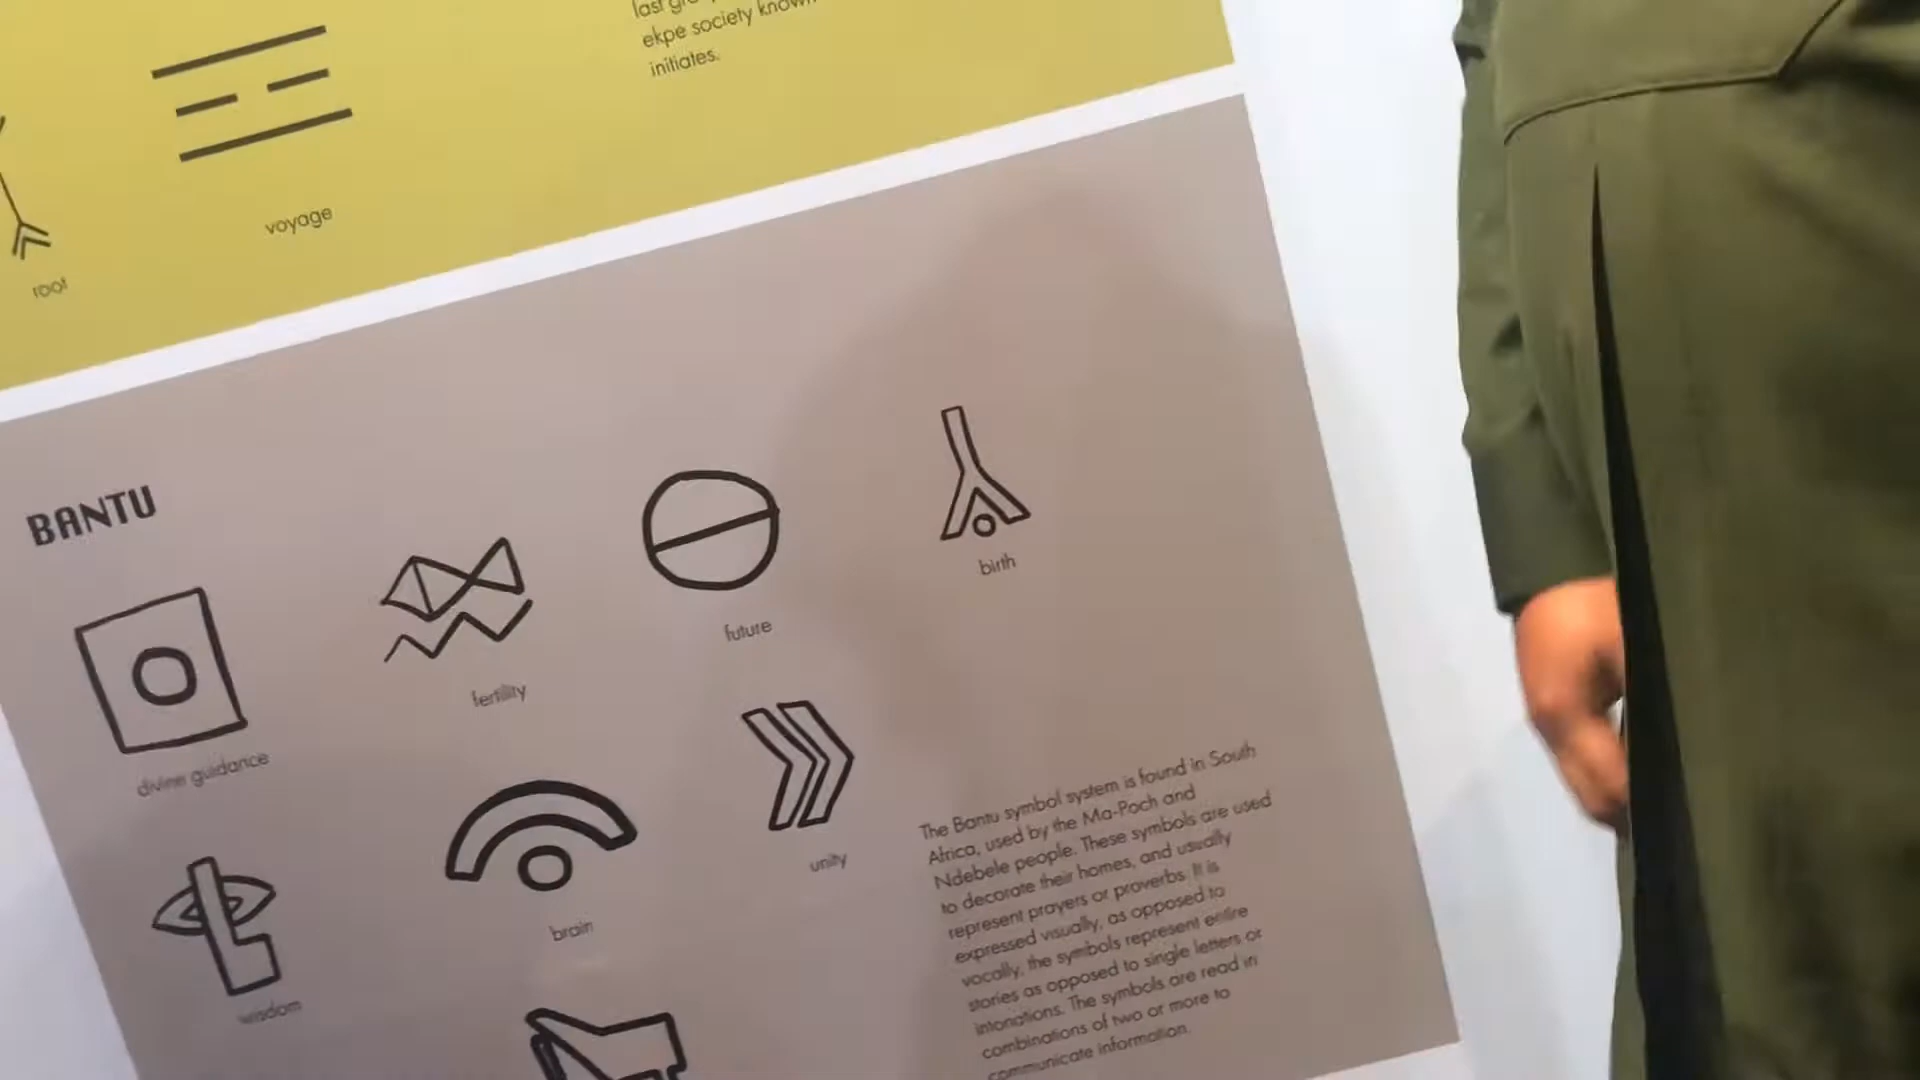 last
ekpe society known
initiates.
voyage
root
BANTU
divine guidance
fertility
future
birth
wisdom
brain
unity
The Bantu symbol system is found in South
Africa, used by the Ma-Poch and
Ndebele people. These symbols are used
to decorate their homes, and usually
represent prayers or proverbs. It is
expressed visually, as opposed to
vocally, the symbols represent entire
stories as opposed to single letters or
intonations. The symbols are read in
combinations of two or more to
communicate information.